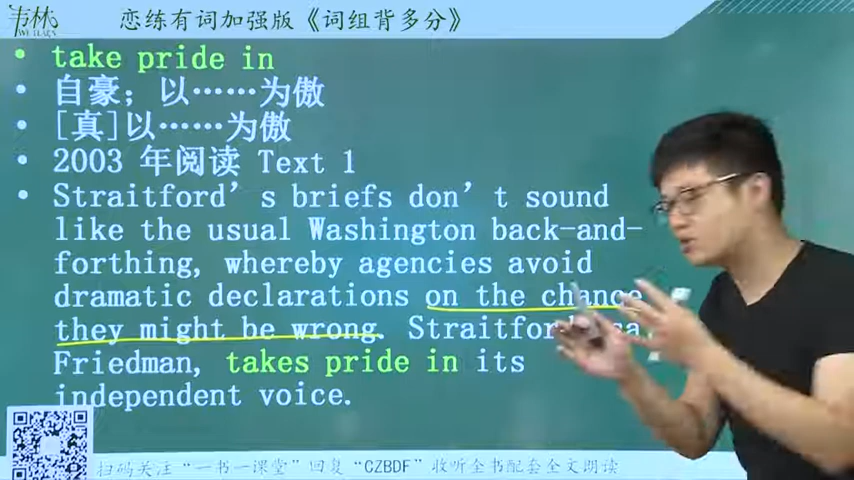 韦林
WEI LIN
恋练有词加强版《词组背多分》
• take pride in
• 自豪；以……为傲
• [真]以……为傲
• 2003 年阅读 Text 1
• Straitford’s briefs don’t sound
like the usual Washington back-and-
forthing, whereby agencies avoid
dramatic declarations on the chance
they might be wrong. Straitford, sa
Friedman, takes pride in its
independent voice.
扫码关注“一书一课堂”回复“CZBDF”收听全书配套全文朗读